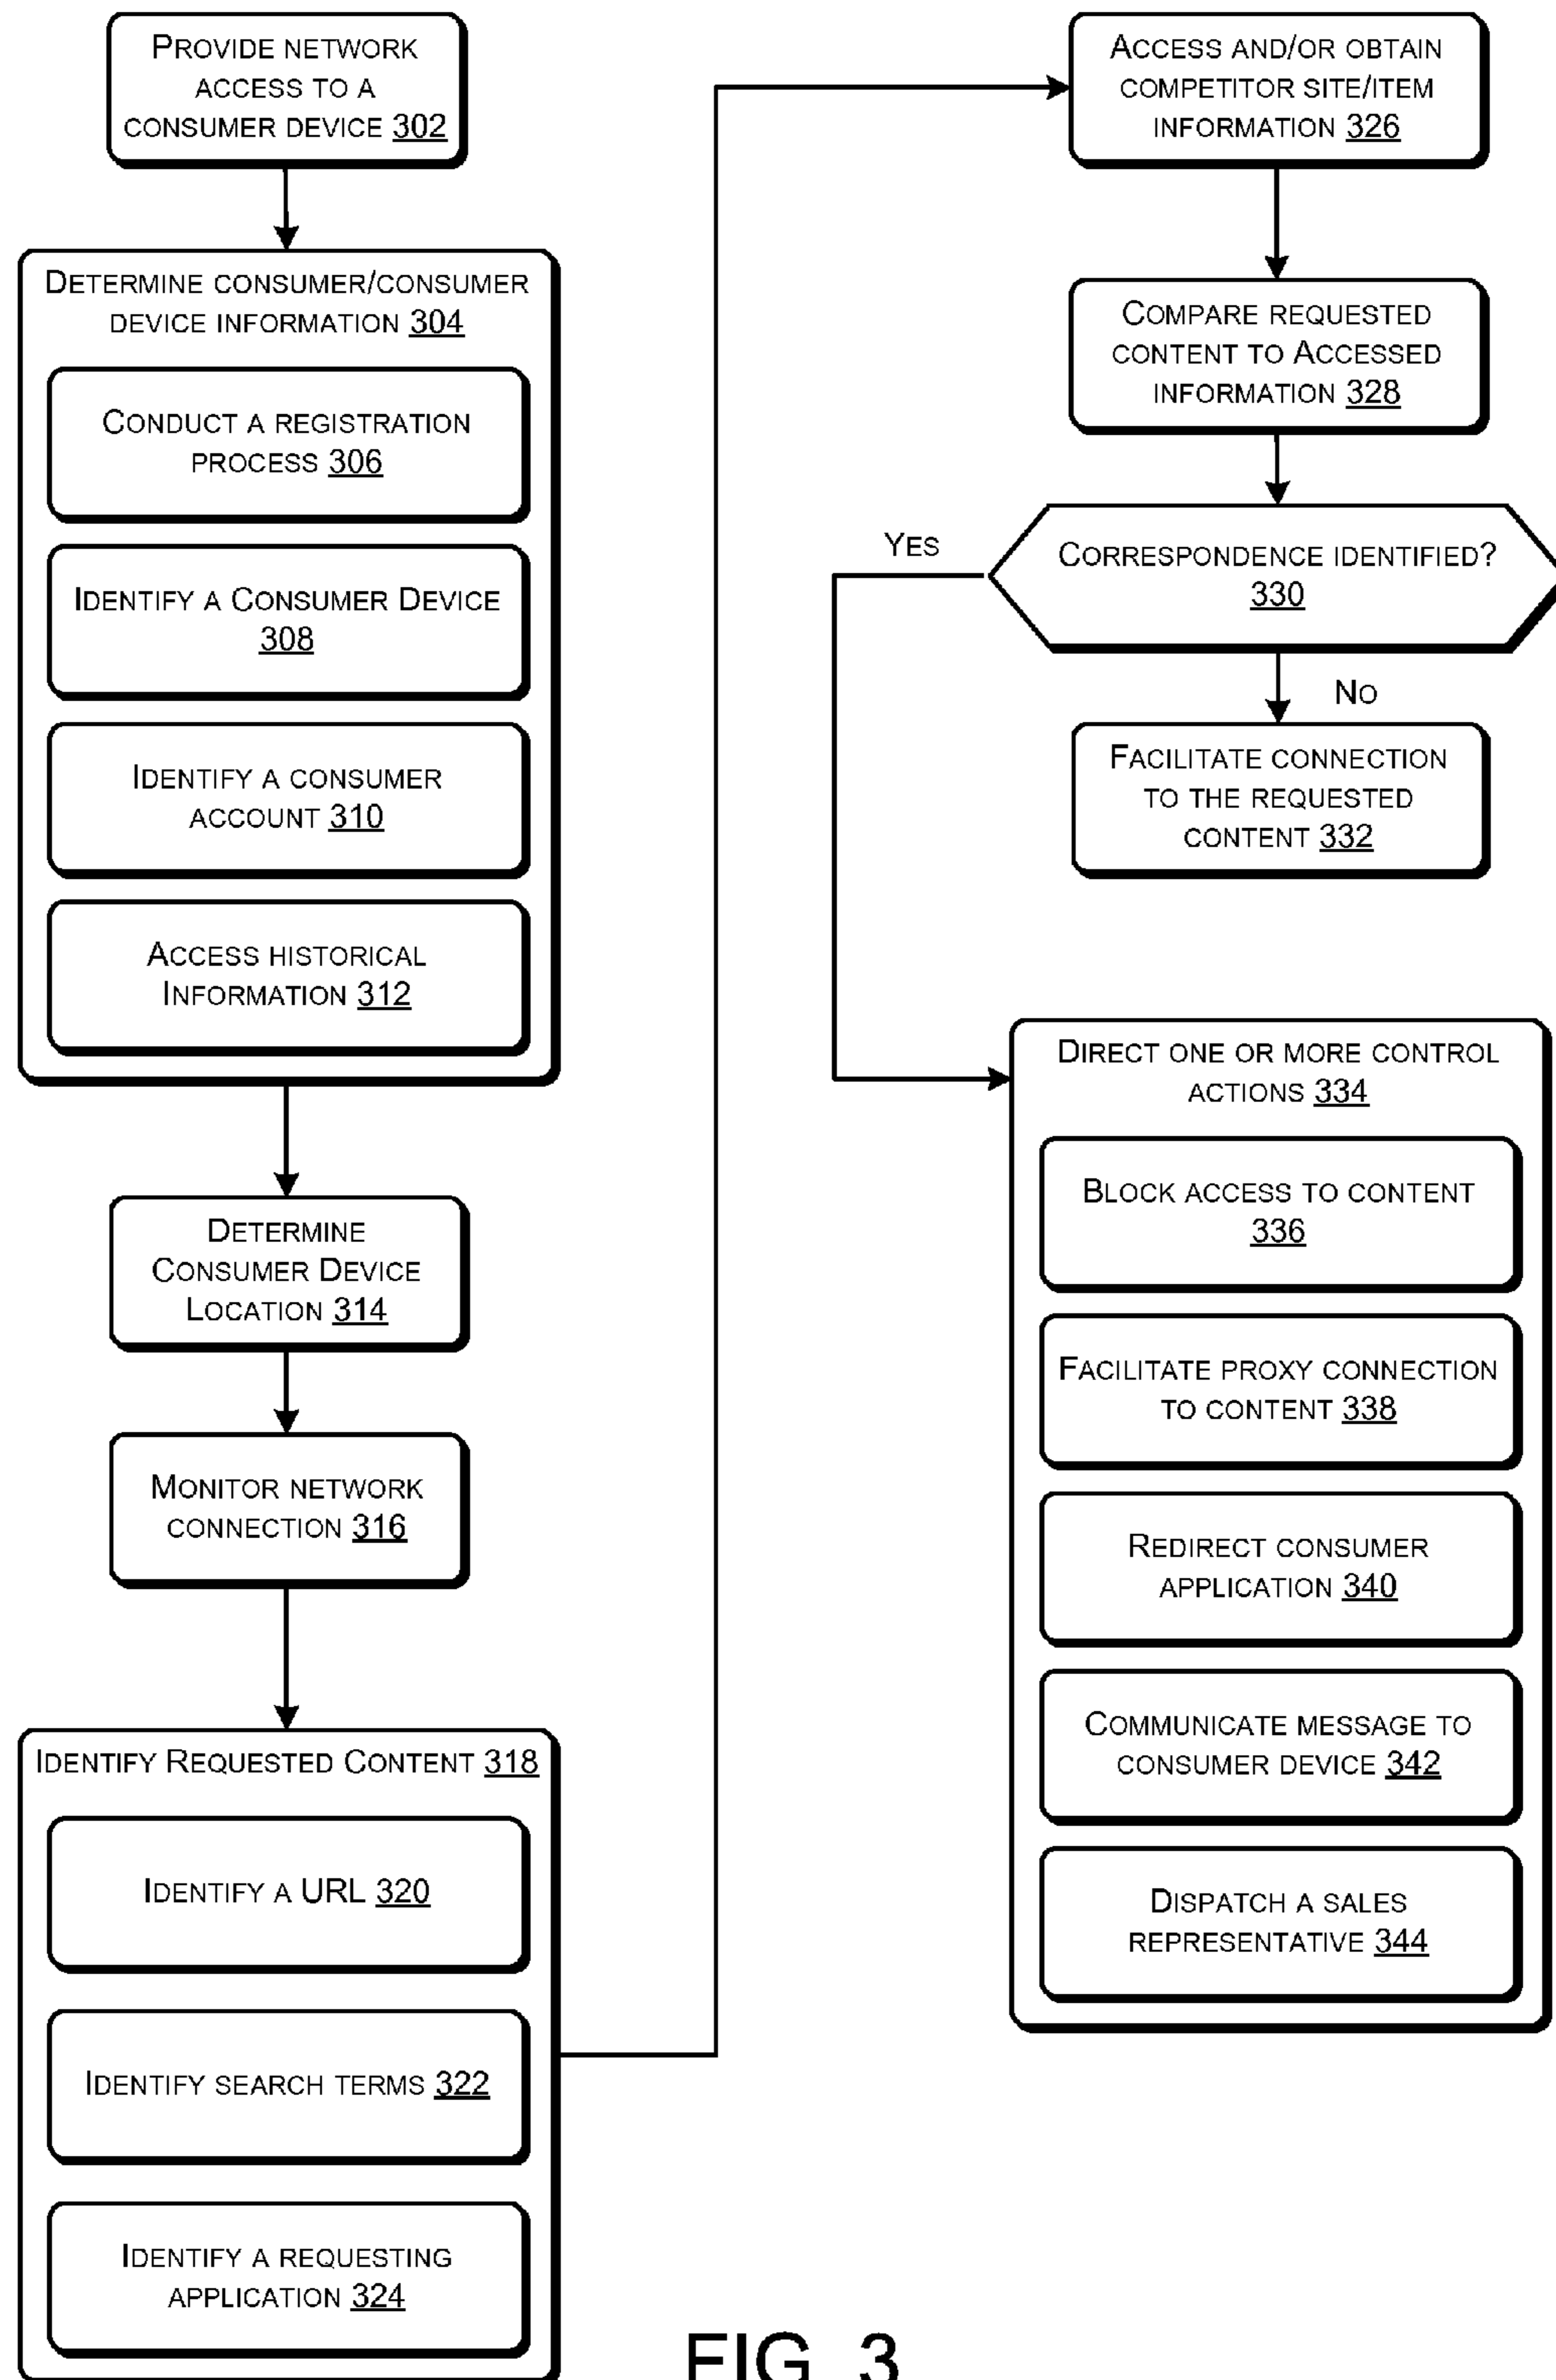 PROVIDE NETWORK
ACCESS TO A
CONSUMER DEVICE 302
DETERMINE CONSUMER/CONSUMER
DEVICE INFORMATION 304
CONDUCT A REGISTRATION
PROCESS 306
IDENTIFY A CONSUMER DEVICE
308
IDENTIFY A CONSUMER
ACCOUNT 310
ACCESS HISTORICAL
INFORMATION 312
DETERMINE
CONSUMER DEVICE
LOCATION 314
MONITOR NETWORK
CONNECTION 316
IDENTIFY REQUESTED CONTENT 318
IDENTIFY A URL 320
IDENTIFY SEARCH TERMS 322
IDENTIFY A REQUESTING
APPLICATION 324
ACCESS AND/OR OBTAIN
COMPETITOR SITE/ITEM
INFORMATION 326
COMPARE REQUESTED
CONTENT TO ACCESSED
INFORMATION 328
CORRESPONDENCE IDENTIFIED?
330
YES
NO
FACILITATE CONNECTION
TO THE REQUESTED
CONTENT 332
DIRECT ONE OR MORE CONTROL
ACTIONS 334
BLOCK ACCESS TO CONTENT
336
FACILITATE PROXY CONNECTION
TO CONTENT 338
REDIRECT CONSUMER
APPLICATION 340
COMMUNICATE MESSAGE TO
CONSUMER DEVICE 342
DISPATCH A SALES
REPRESENTATIVE 344
FIG. 3